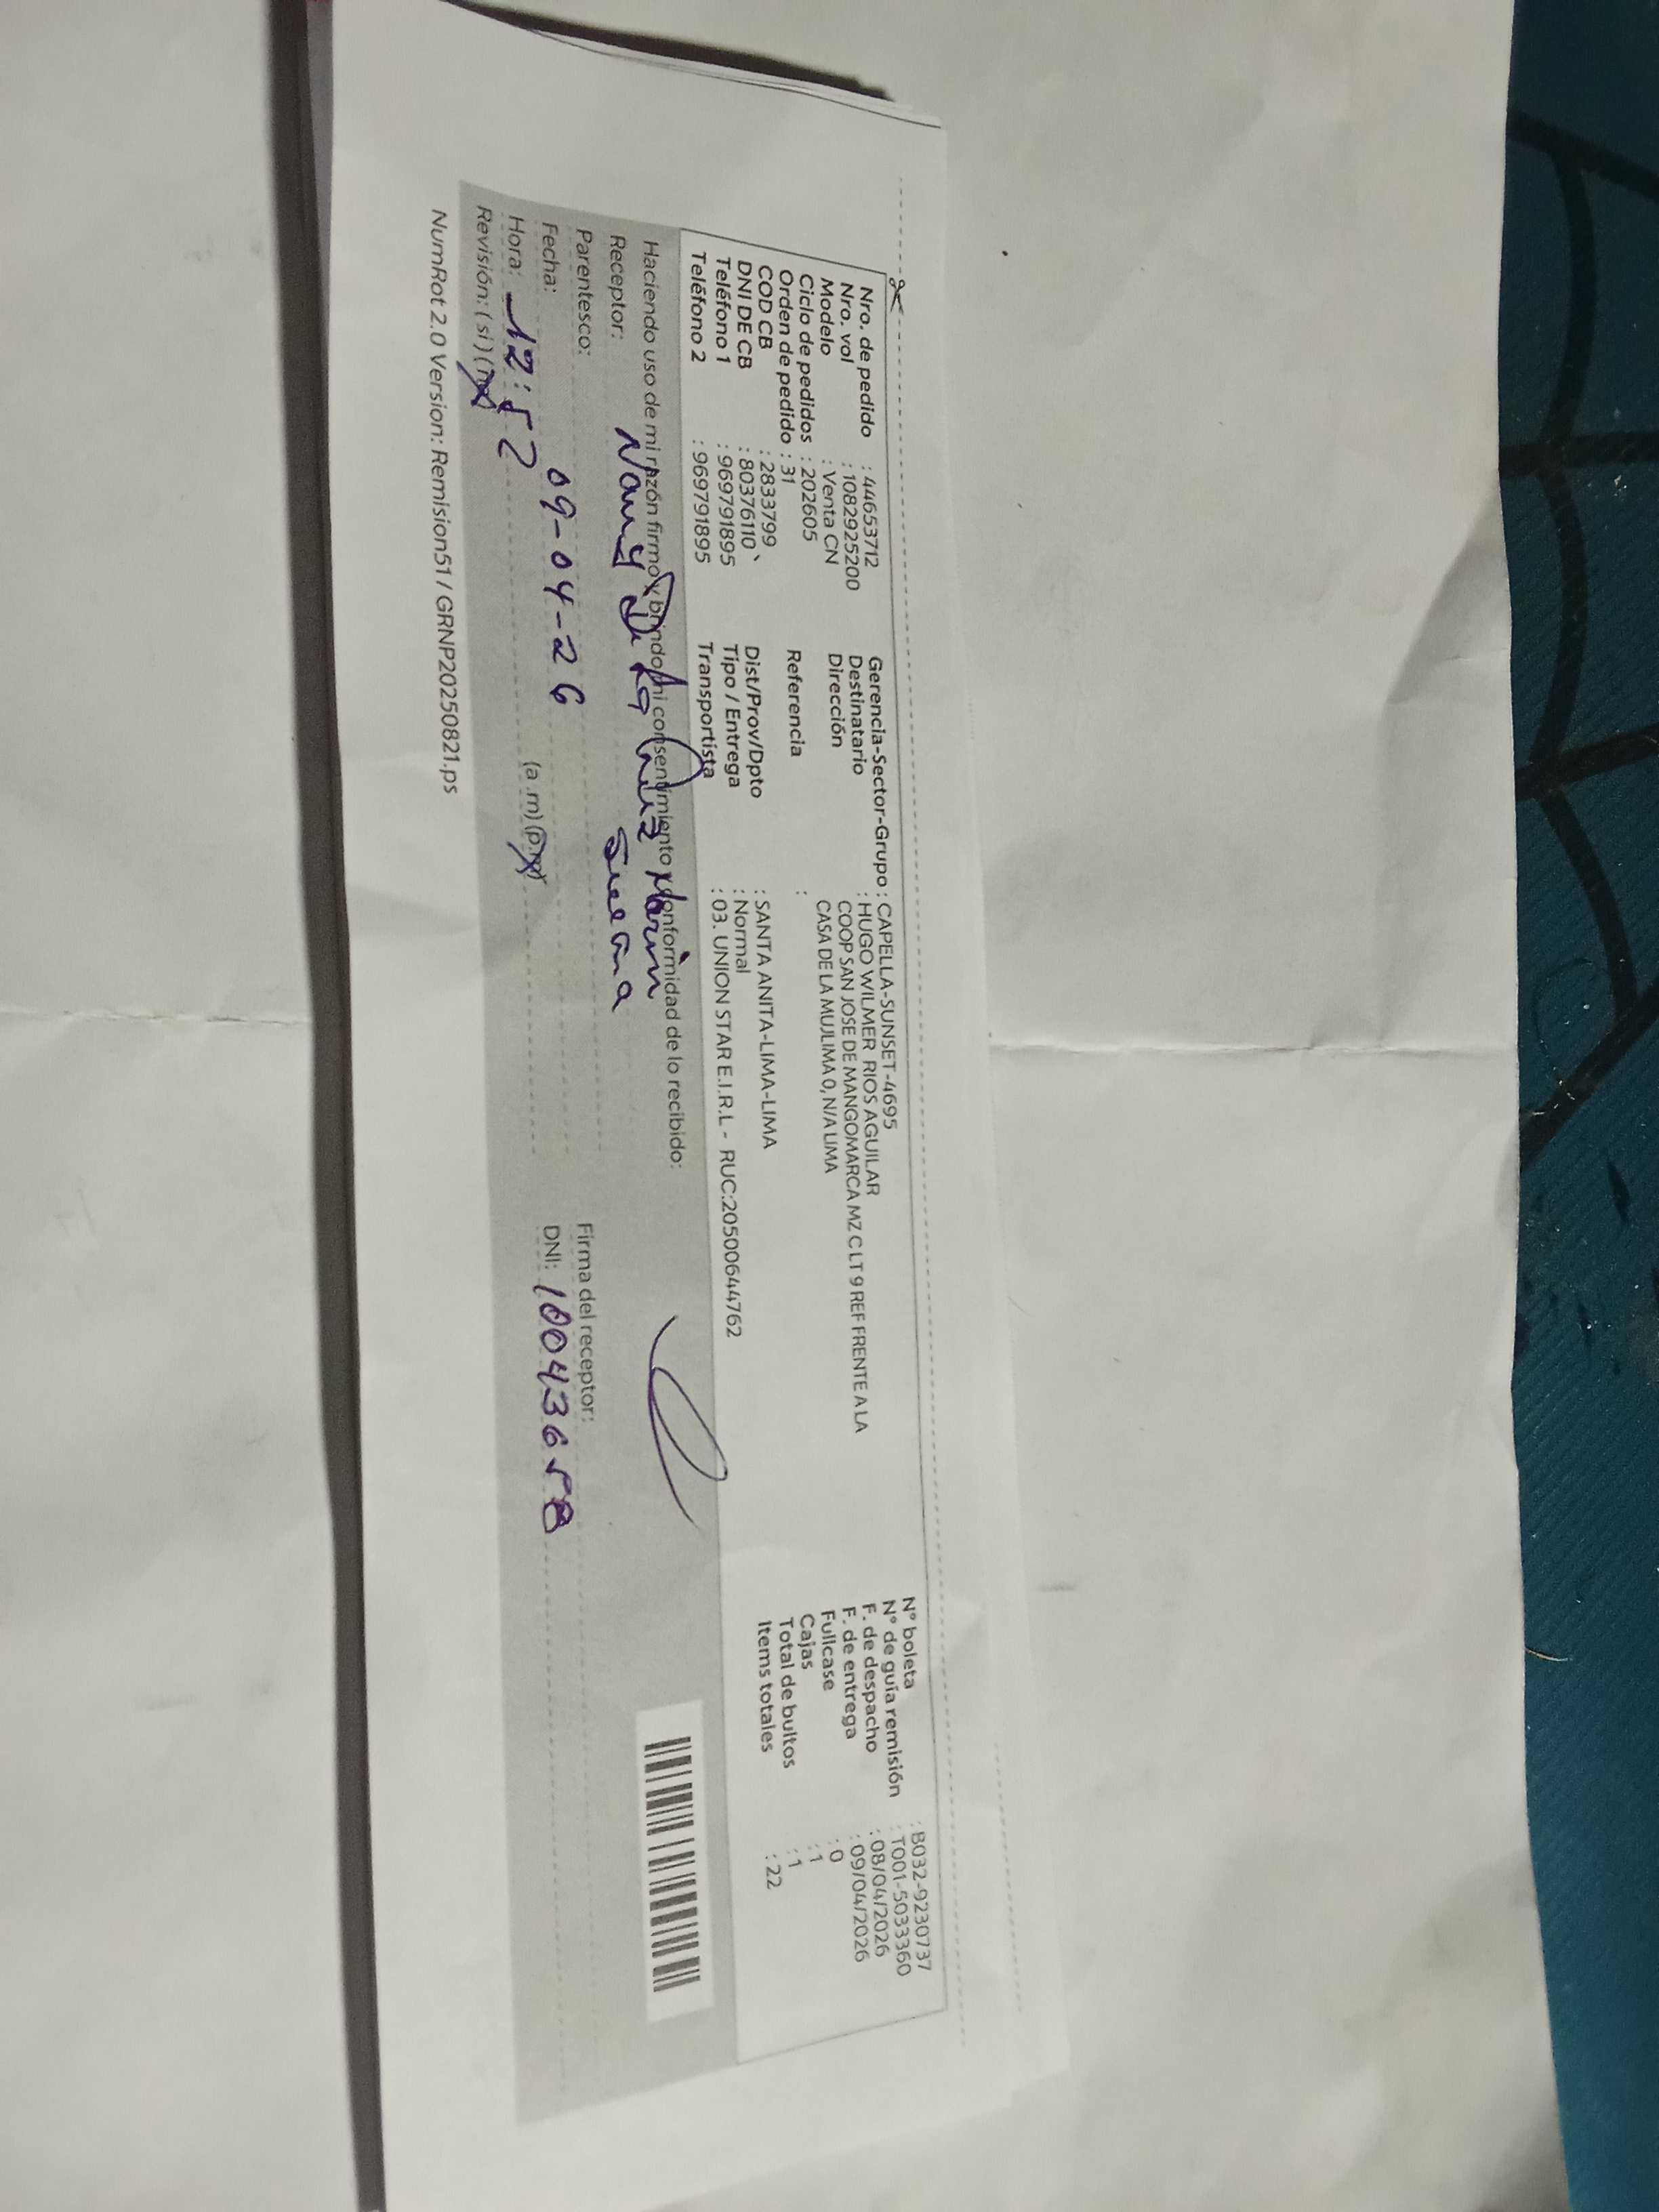 Nro. de pedido : 44653712
Nro. vol : 1082925200
Modelo : Venta CN
Ciclo de pedidos : 202605
Orden de pedido : 31
COD CB : 2833799
DNI DE CB : 80376110
Teléfono 1 : 969791895
Teléfono 2 : 969791895
Gerencia-Sector-Grupo : CAPELLA-SUNSET-4695
Destinatario : HUGO WILMER RIOS AGUILAR
Dirección COOP SAN JOSE DE MANGOMARCA MZ C LT 9 REF FRENTE A LA
CASA DE LA MUJLIMA 0, N/A LIMA
Referencia :
Dist/Prov/Dpto : SANTA ANITA-LIMA-LIMA
Tipo / Entrega : Normal
Transportista : 03. UNION STAR E.I.R.L - RUC:20500644762
N° boleta : B032-9230737
N° de guía remisión : T001-5033360
F. de despacho : 08/04/2026
F. de entrega : 09/04/2026
Fullcase : 0
Cajas : 1
Total de bultos : 1
Items totales : 22
Haciendo uso de mi razón firmo y brindo mi consentimiento y conformidad de lo recibido:
Receptor: De la Cruz Marin
Parentesco:
Fecha: 09-04-26
Hora: 12:52 (a.m) (p.m)
Revisión: (si) (no)
Firma del receptor:
DNI: 10043658
NumRot 2.0 Version: Remision51 / GRNP20250821.ps